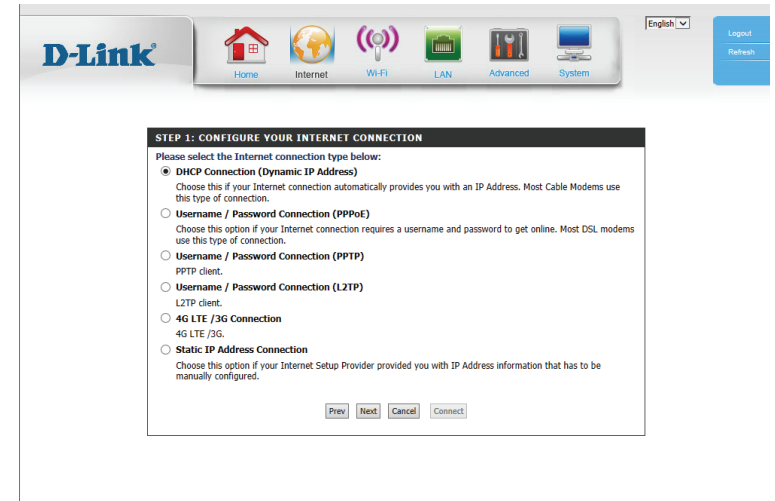 D-Link
Home
Internet
Wi-Fi
LAN
Advanced
System
English
Logout
Refresh
STEP 1: CONFIGURE YOUR INTERNET CONNECTION
Please select the Internet connection type below:
DHCP Connection (Dynamic IP Address)
Choose this if your Internet connection automatically provides you with an IP Address. Most Cable Modems use
this type of connection.
Username / Password Connection (PPPoE)
Choose this option if your Internet connection requires a username and password to get online. Most DSL modems
use this type of connection.
Username / Password Connection (PPTP)
PPTP client.
Username / Password Connection (L2TP)
L2TP client.
4G LTE /3G Connection
4G LTE /3G.
Static IP Address Connection
Choose this option if your Internet Setup Provider provided you with IP Address information that has to be
manually configured.
Prev Next Cancel Connect